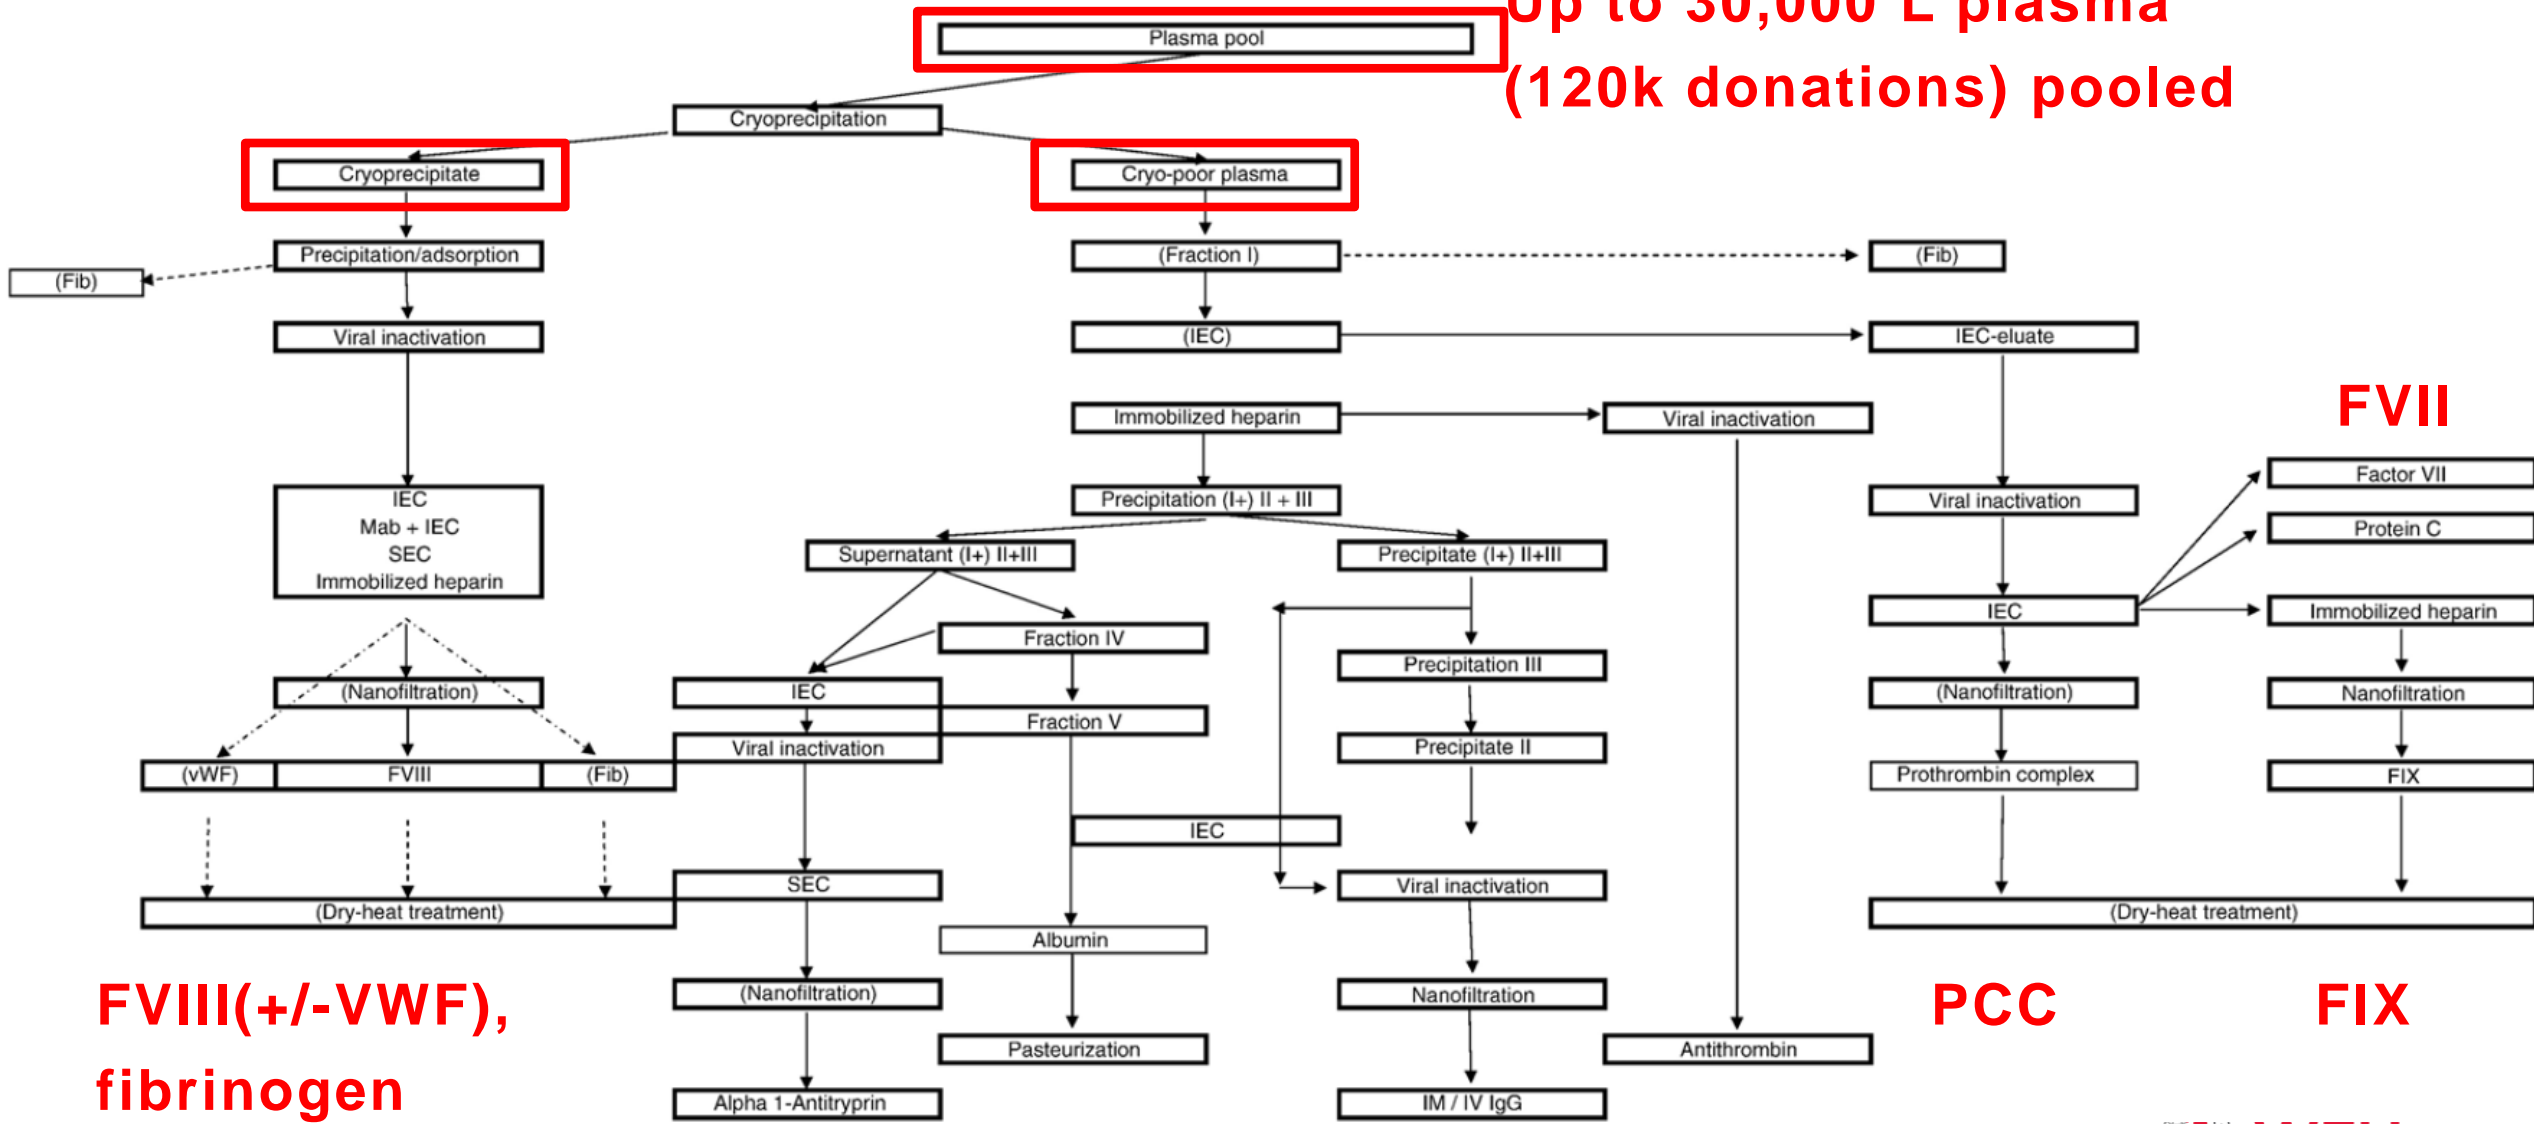 Up to 30,000 L plasma
(120k donations) pooled
Plasma pool
Cryoprecipitation
Cryoprecipitate
Cryo-poor plasma
Precipitation/adsorption
(Fraction I)
(Fib)
(Fib)
Viral inactivation
(IEC)
IEC-eluate
FVII
Immobilized heparin
Viral inactivation
Factor VII
IEC
Mab + IEC
SEC
Immobilized heparin
Precipitation (I+) II + III
Viral inactivation
Protein C
Supernatant (I+) II+III
Precipitate (I+) II+III
IEC
Immobilized heparin
Fraction IV
Precipitation III
(Nanofiltration)
IEC
(Nanofiltration)
Nanofiltration
Fraction V
Viral inactivation
Precipitate II
(vWF)
FVIII
(Fib)
Prothrombin complex
FIX
IEC
SEC
Viral inactivation
(Dry-heat treatment)
(Dry-heat treatment)
Albumin
FVIII(+/-VWF),
fibrinogen
(Nanofiltration)
Nanofiltration
PCC
FIX
Pasteurization
Antithrombin
Alpha 1-Antitryprin
IM / IV IgG